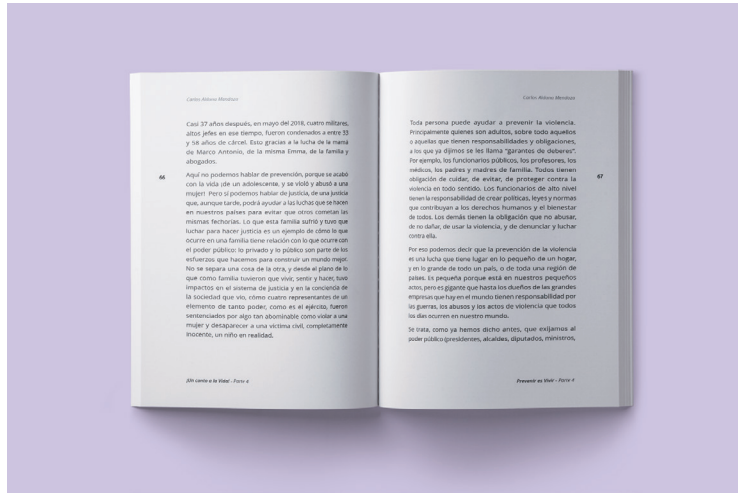 Carlos Aldana Mendoza
Casi 37 años después, en mayo del 2018, cuatro militares,
altos jefes en ese tiempo, fueron condenados a entre 33
y 58 años de cárcel. Esto gracias a la lucha de la mamá
de Marco Antonio, de la misma Emma, de la familia y
abogados.
66
Aquí no podemos hablar de prevención, porque se acabó
con la vida ¡de un adolescente, y se violó y abusó a una
mujer! Pero sí podemos hablar de justicia, de una justicia
que, aunque tarde, podrá ayudar a las luchas que se hacen
en nuestros países para evitar que otros cometan las
mismas fechorías. Lo que esta familia sufrió y tuvo que
luchar para hacer justicia es un ejemplo de cómo lo que
ocurre en una familia tiene relación con lo que ocurre con
el poder público: lo privado y lo público son parte de los
esfuerzos que hacemos para construir un mundo mejor.
No se separa una cosa de la otra, y desde el plano de lo
que como familia tuvieron que vivir, sentir y hacer, tuvo
impactos en el sistema de justicia y en la conciencia de
la sociedad que vio, cómo cuatro representantes de un
elemento de tanto poder, como es el ejército, fueron
sentenciados por algo tan abominable como violar a una
mujer y desaparecer a una víctima civil, completamente
inocente, un niño en realidad.
¡Un canto a la Vida! - Parte 4
Carlos Aldana Mendoza
Toda persona puede ayudar a prevenir la violencia.
Principalmente quienes son adultos, sobre todo aquellos
o aquellas que tienen responsabilidades y obligaciones,
a los que ya dijimos se les llama "garantes de deberes".
Por ejemplo, los funcionarios públicos, los profesores, los
médicos, los padres y madres de familia. Todos tienen
obligación de cuidar, de evitar, de proteger contra la
violencia en todo sentido. Los funcionarios de alto nivel
tienen la responsabilidad de crear políticas, leyes y normas
que contribuyan a los derechos humanos y el bienestar
de todos. Los demás tienen la obligación que no abusar,
de no dañar, de usar la violencia, y de denunciar y luchar
contra ella.
67
Por eso podemos decir que la prevención de la violencia
es una lucha que tiene lugar en lo pequeño de un hogar,
y en lo grande de todo un país, o de toda una región de
países. Es pequeña porque está en nuestros pequeños
actos, pero es gigante que hasta los dueños de las grandes
empresas que hay en el mundo tienen responsabilidad por
las guerras, los abusos y los actos de violencia que todos
los días ocurren en nuestro mundo.
Se trata, como ya hemos dicho antes, que exijamos al
poder público (presidentes, alcaldes, diputados, ministros,
Prevenir es Vivir - Parte 4